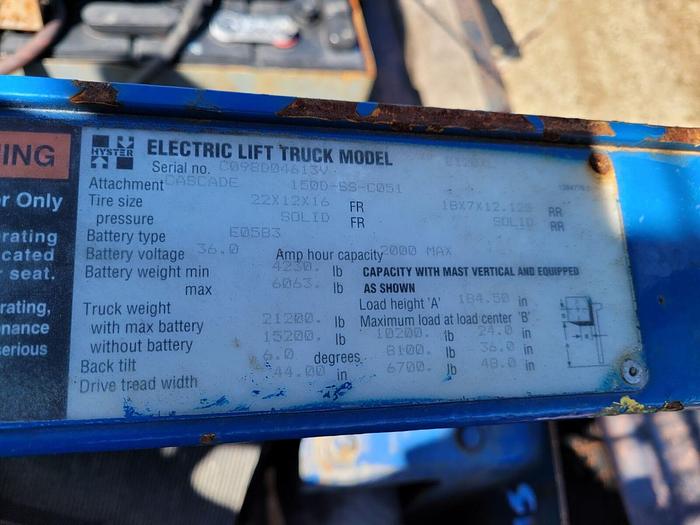 NING
r Only
rating
cated
r seat.
rating,
nance
serious
HYSTER
ELECTRIC LIFT TRUCK MODEL
Serial no. C098D04613V
Attachment CASCADE 150D-SS-C051
Tire size 22X12X16 FR 18X7X12.125 RR
pressure SOLID FR SOLID RR
Battery type E05B3
Battery voltage 36.0 Amp hour capacity 2000 MAX
Battery weight min 4230. lb
max 6063. lb
CAPACITY WITH MAST VERTICAL AND EQUIPPED
AS SHOWN
Truck weight
with max battery 21200. lb
without battery 15200. lb
Back tilt 6.0 degrees
Drive tread width 44.00 in
Load height 'A' 184.50 in
Maximum load at load center 'B'
10200. lb 24.0 in
8100. lb 36.0 in
6700. lb 48.0 in